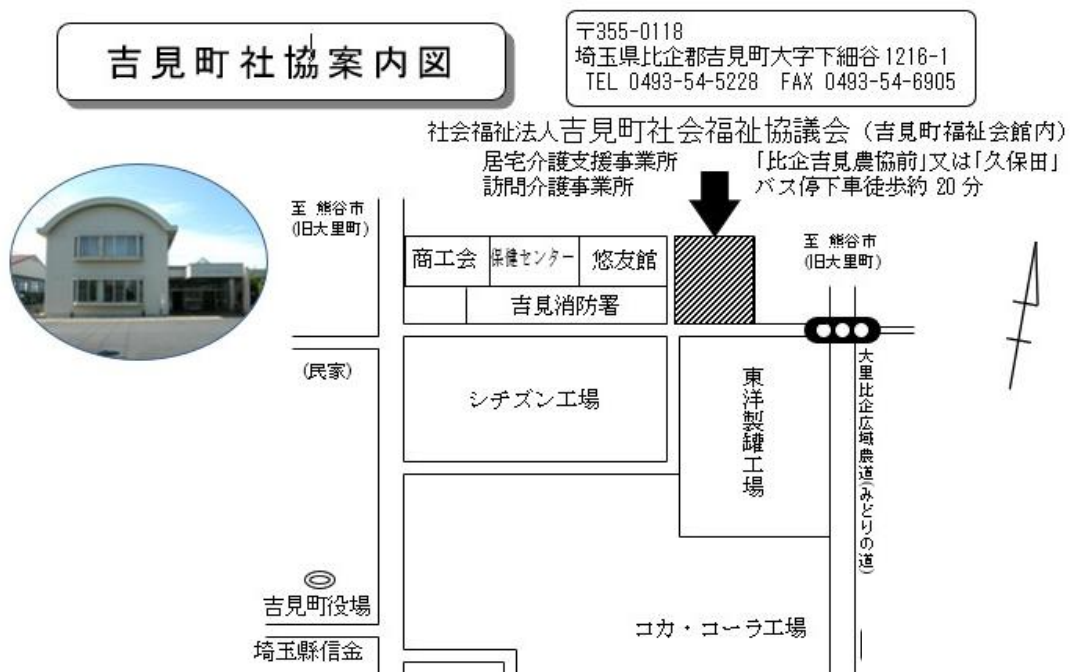 吉見町社協案内図
〒355-0118
埼玉県比企郡吉見町大字下細谷1216-1
TEL 0493-54-5228 FAX 0493-54-6905
社会福祉法人吉見町社会福祉協議会（吉見町福祉会館内）
居宅介護支援事業所
訪問介護事業所
「比企吉見農協前」又は「久保田」
バス停下車徒歩約20分
至 熊谷市
(旧大里町)
商工会
保健センター
悠友館
吉見消防署
至 熊谷市
(旧大里町)
(民家)
シチズン工場
東洋製罐工場
大里比企広域農道(みどりの道)
吉見町役場
埼玉縣信金
コカ・コーラ工場